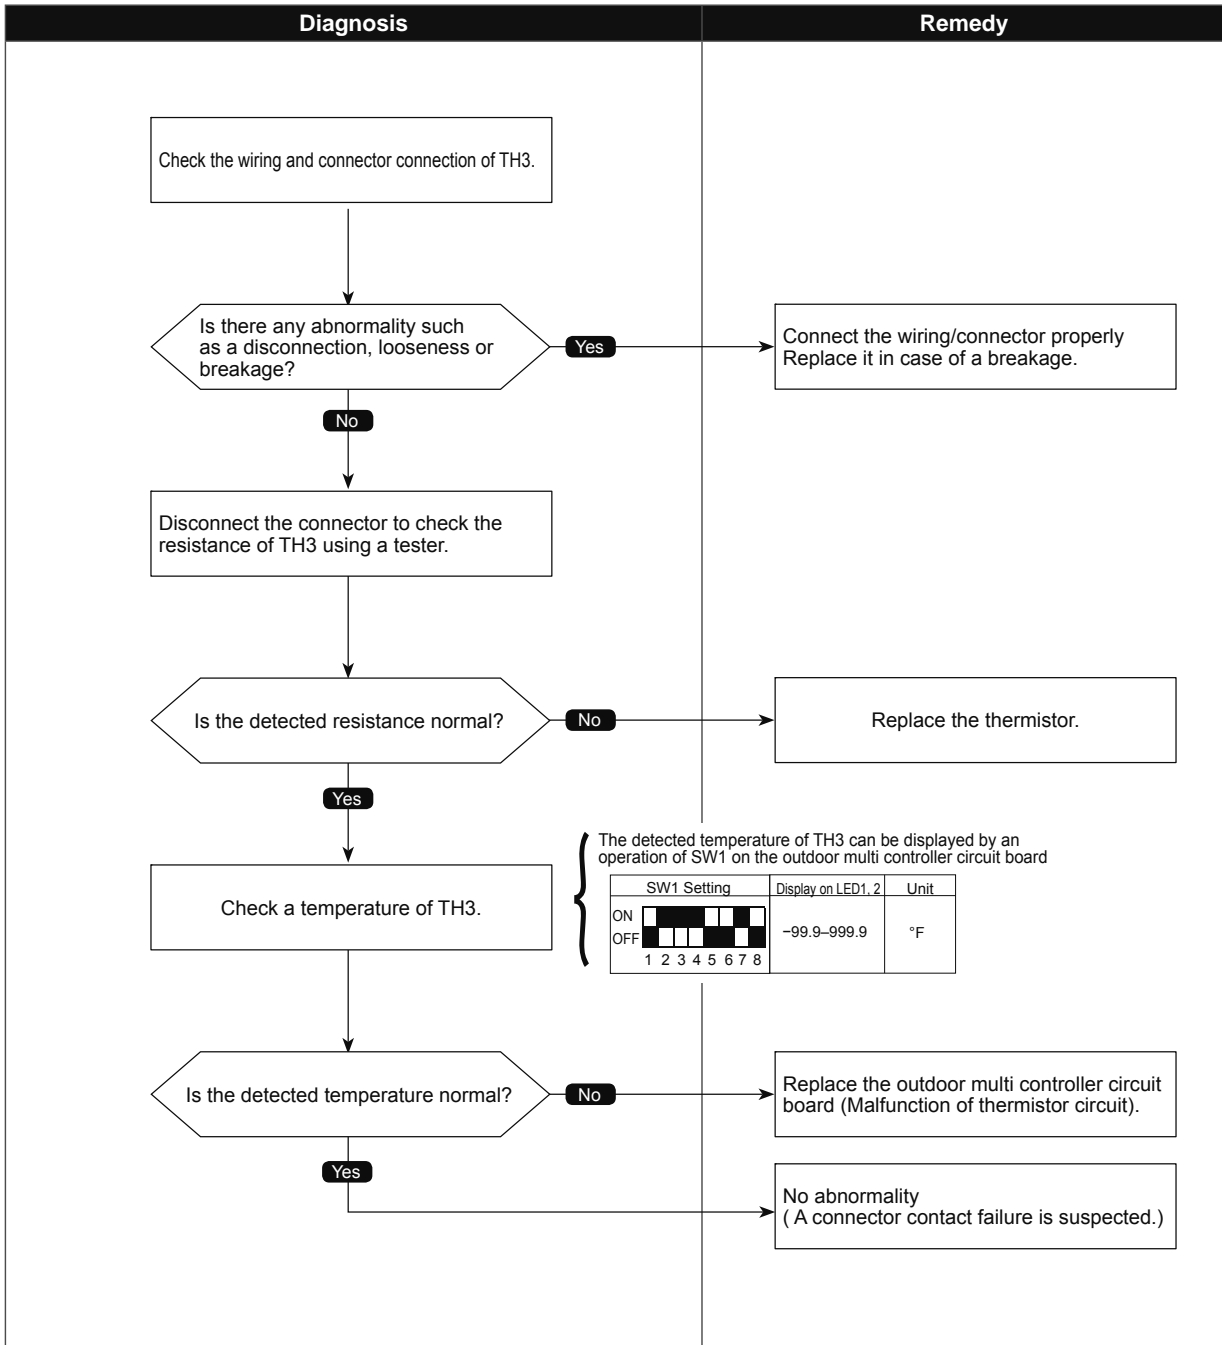 Diagnosis
Remedy
Check the wiring and connector connection of TH3.
Is there any abnormality such
as a disconnection, looseness or
breakage?
Yes
Connect the wiring/connector properly
Replace it in case of a breakage.
No
Disconnect the connector to check the
resistance of TH3 using a tester.
Is the detected resistance normal?
No
Replace the thermistor.
Yes
The detected temperature of TH3 can be displayed by an
operation of SW1 on the outdoor multi controller circuit board
Check a temperature of TH3.
SW1 Setting
Display on LED1, 2
Unit
ON
OFF
1 2 3 4 5 6 7 8
−99.9–999.9
°F
Is the detected temperature normal?
No
Replace the outdoor multi controller circuit
board (Malfunction of thermistor circuit).
Yes
No abnormality
( A connector contact failure is suspected.)